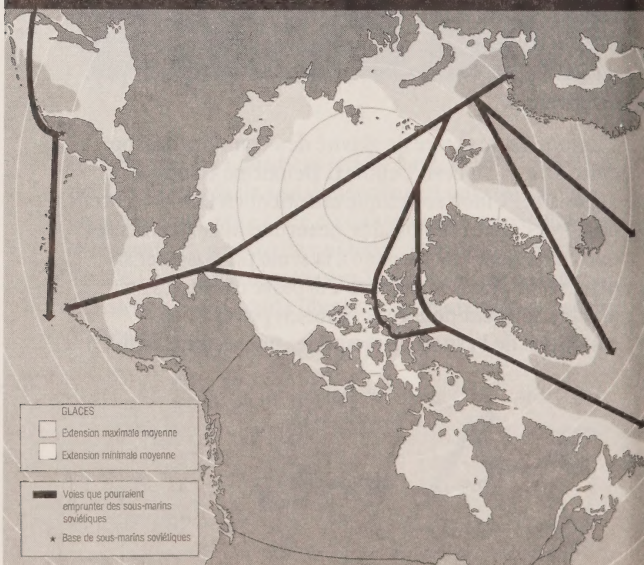 GLACES
Extension maximale moyenne
Extension minimale moyenne
Voies que pourraient
emprunter des sous-marins
soviétiques
Base de sous-marins soviétiques